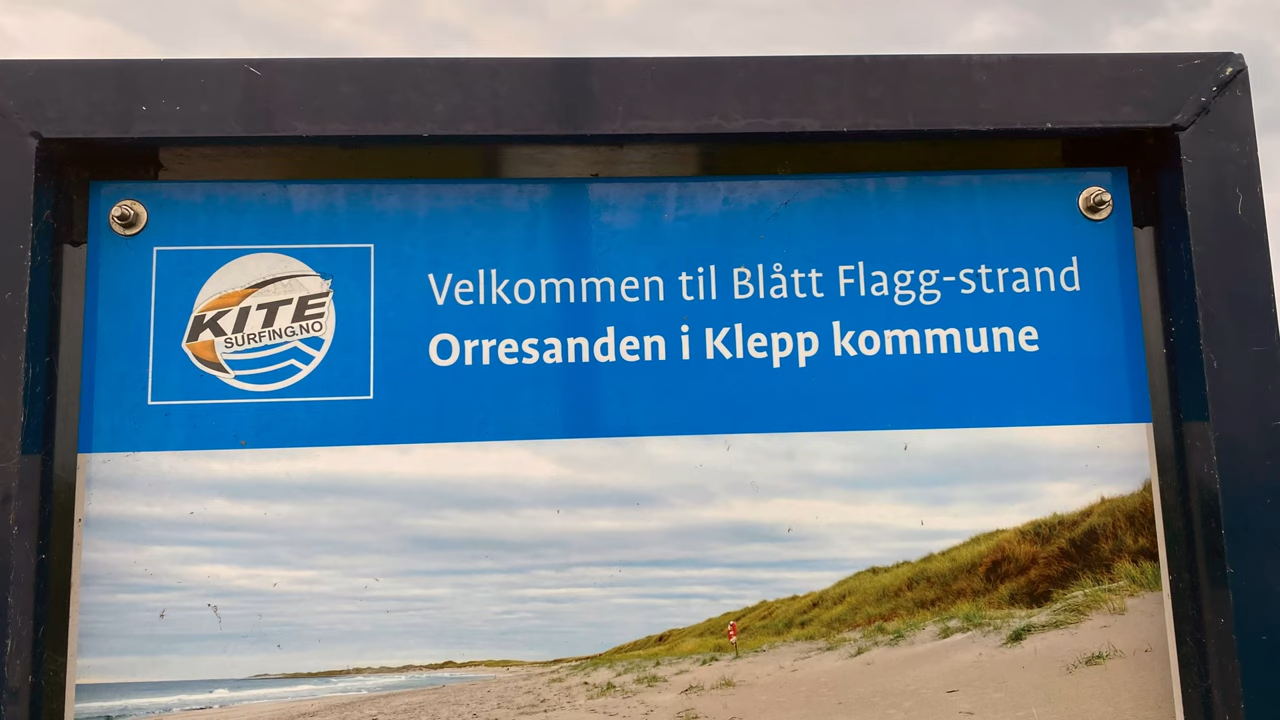 KITE
SURFING.NO
Velkommen til Blått Flagg-strand
Orresanden i Klepp kommune